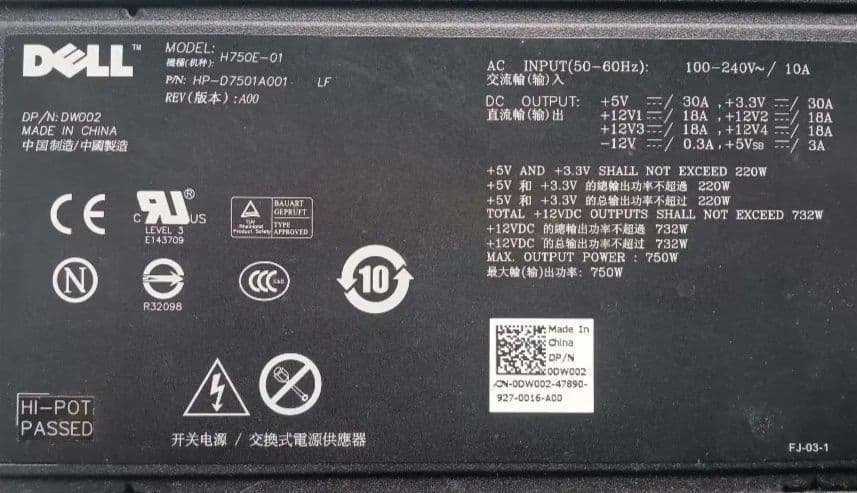 DELL™
MODEL:
機種(机种): H750E-01
P/N: HP-D7501A001 LF
REV(版本):A00
DP/N: DW002
MADE IN CHINA
中国制造/中國製造
AC INPUT(50-60Hz): 100-240V~/ 10A
交流輸(输)入
DC OUTPUT: +5V ⎓/ 30A ,+3.3V ⎓/ 30A
直流輸(输)出 +12V1 ⎓/ 18A ,+12V2 ⎓/ 18A
+12V3 ⎓/ 18A ,+12V4 ⎓/ 18A
-12V ⎓/ 0.3A ,+5VSB ⎓/ 3A
+5V AND +3.3V SHALL NOT EXCEED 220W
+5V 和 +3.3V 的總輸出功率不超過 220W
+5V 和 +3.3V 的总输出功率不超过 220W
TOTAL +12VDC OUTPUTS SHALL NOT EXCEED 732W
+12VDC 的總輸出功率不超過 732W
+12VDC 的总输出功率不超过 732W
MAX. OUTPUT POWER : 750W
最大輸(输)出功率: 750W
CE
C RU US ®
LEVEL 3
E143709
TÜV
Rheinland
Product Safety
BAUART
GEPRÜFT
TYPE
APPROVED
N
R32098
CCC S&E
10
Made In
China
DP/N
0DW002
CN-0DW002-47890-
927-0016-A00
HI-POT
PASSED
开关电源 / 交換式電源供應器
FJ-03-1